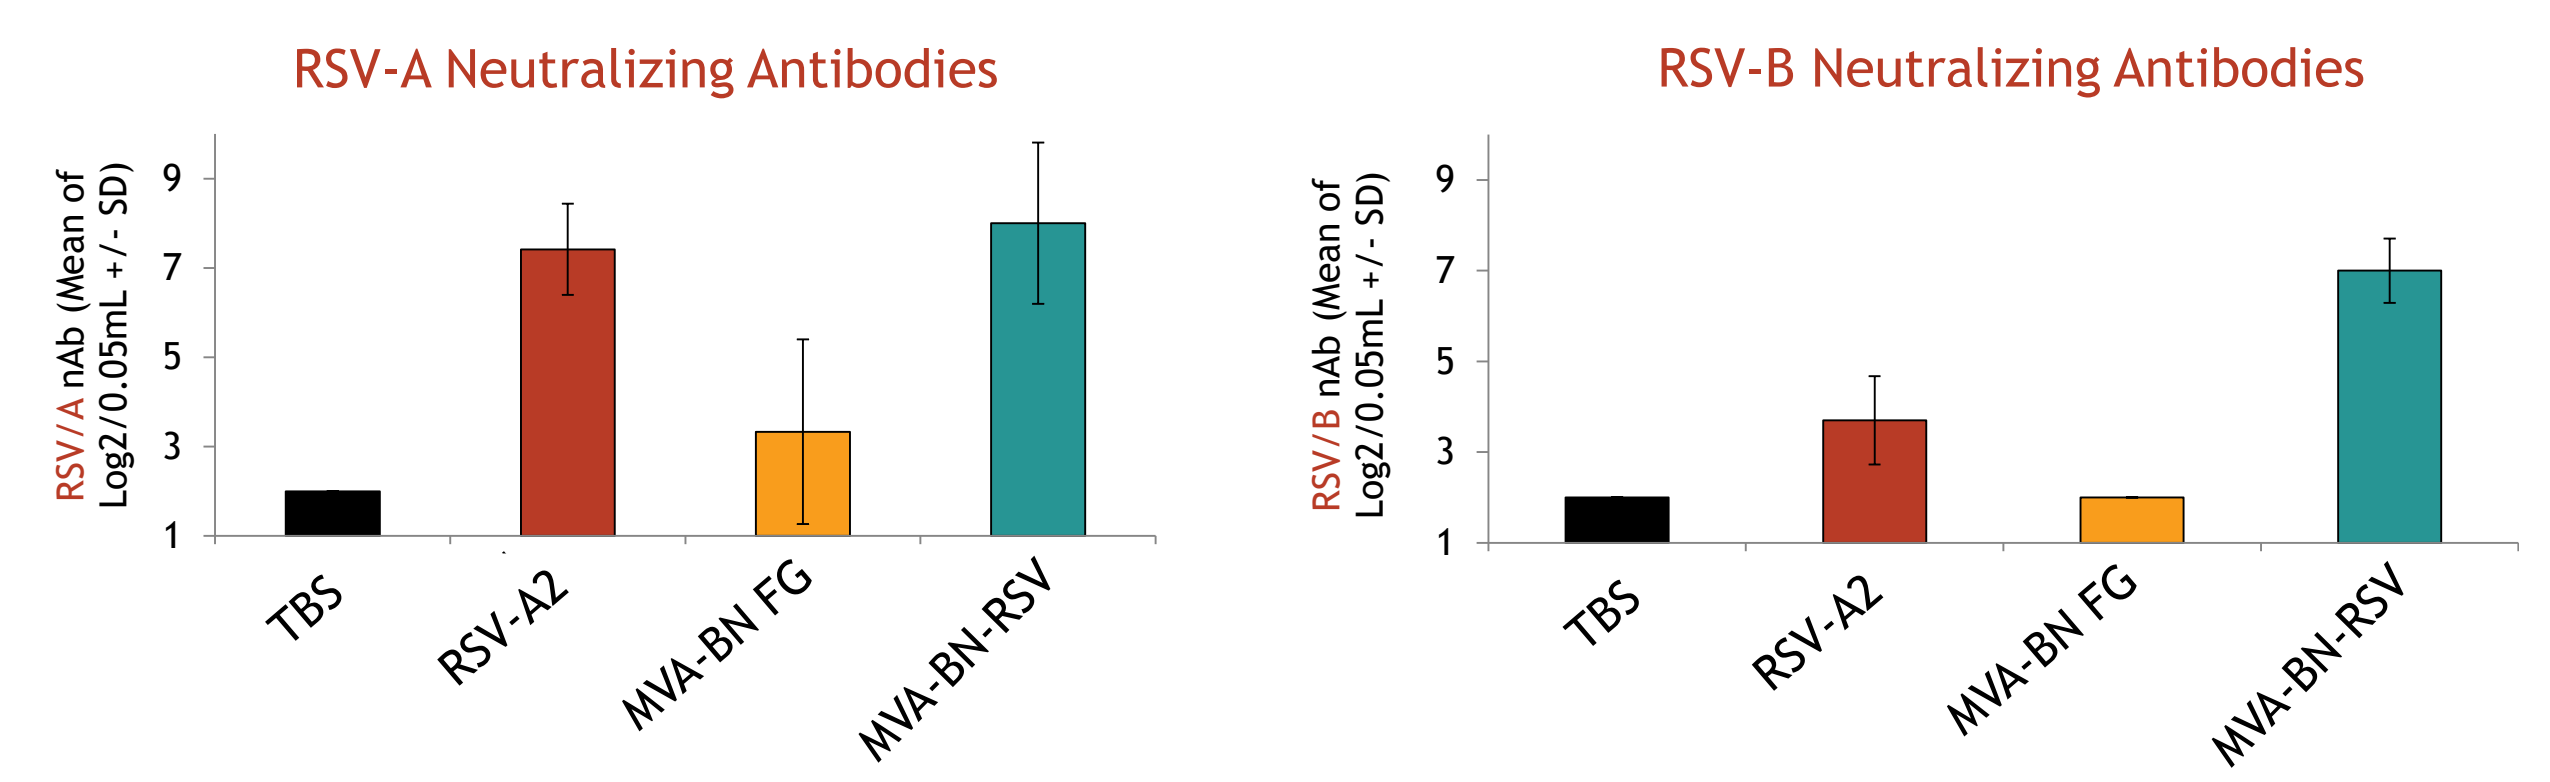 RSV-A Neutralizing Antibodies
RSV/A nAb (Mean of
Log2/0.05mL +/- SD)
9
7
5
3
1
TBS
RSV-A2
MVA-BN FG
MVA-BN-RSV
RSV-B Neutralizing Antibodies
RSV/B nAb (Mean of
Log2/0.05mL +/- SD)
9
7
5
3
1
TBS
RSV-A2
MVA-BN FG
MVA-BN-RSV